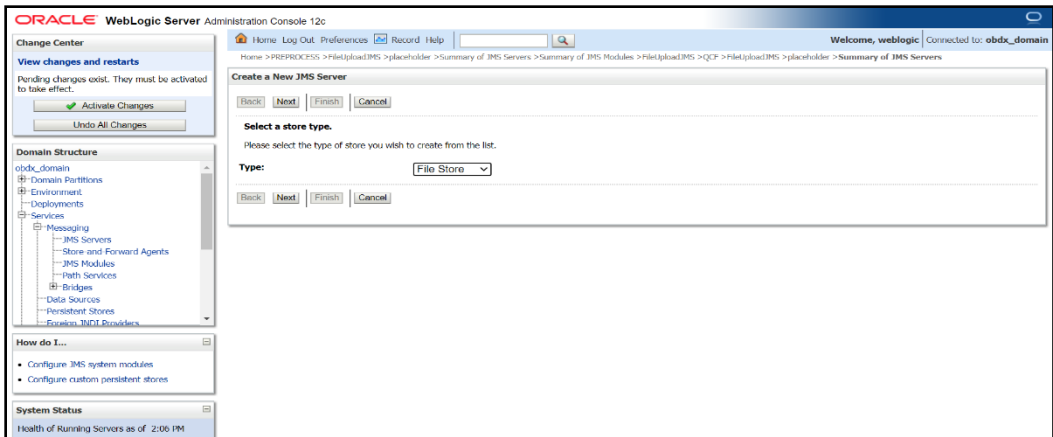 ORACLE WebLogic Server Administration Console 12c
Change Center
View changes and restarts
Pending changes exist. They must be activated
to take effect.
Activate Changes
Undo All Changes
Domain Structure
obdx_domain
Domain Partitions
Environment
Deployments
Services
Messaging
JMS Servers
Store-and-Forward Agents
JMS Modules
Path Services
Bridges
Data Sources
Persistent Stores
Foreign JNDI Providers
How do I...
Configure JMS system modules
Configure custom persistent stores
System Status
Health of Running Servers as of 2:06 PM
Home Log Out Preferences Record Help
Welcome, weblogic Connected to: obdx_domain
Home >PREPROCESS >FileUploadJMS >placeholder >Summary of JMS Servers >Summary of JMS Modules >FileUploadJMS >QCF >FileUploadJMS >placeholder >Summary of JMS Servers
Create a New JMS Server
Back Next Finish Cancel
Select a store type.
Please select the type of store you wish to create from the list.
Type: File Store
Back Next Finish Cancel